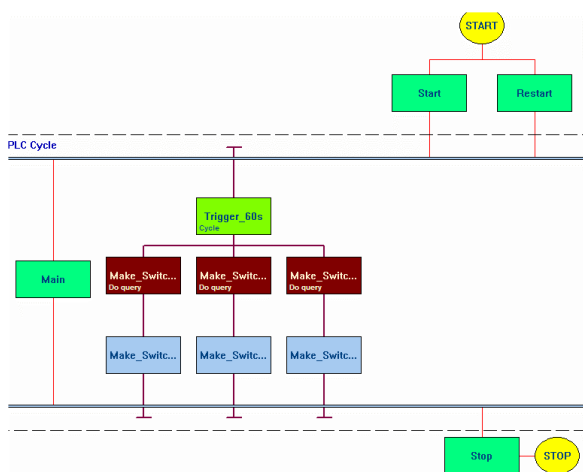 START
Start
Restart
PLC Cycle
Trigger_60s
Cycle
Main
Make_Switc...
Do query
Make_Switc...
Do query
Make_Switc...
Do query
Make_Switc...
Make_Switc...
Make_Switc...
Stop
STOP